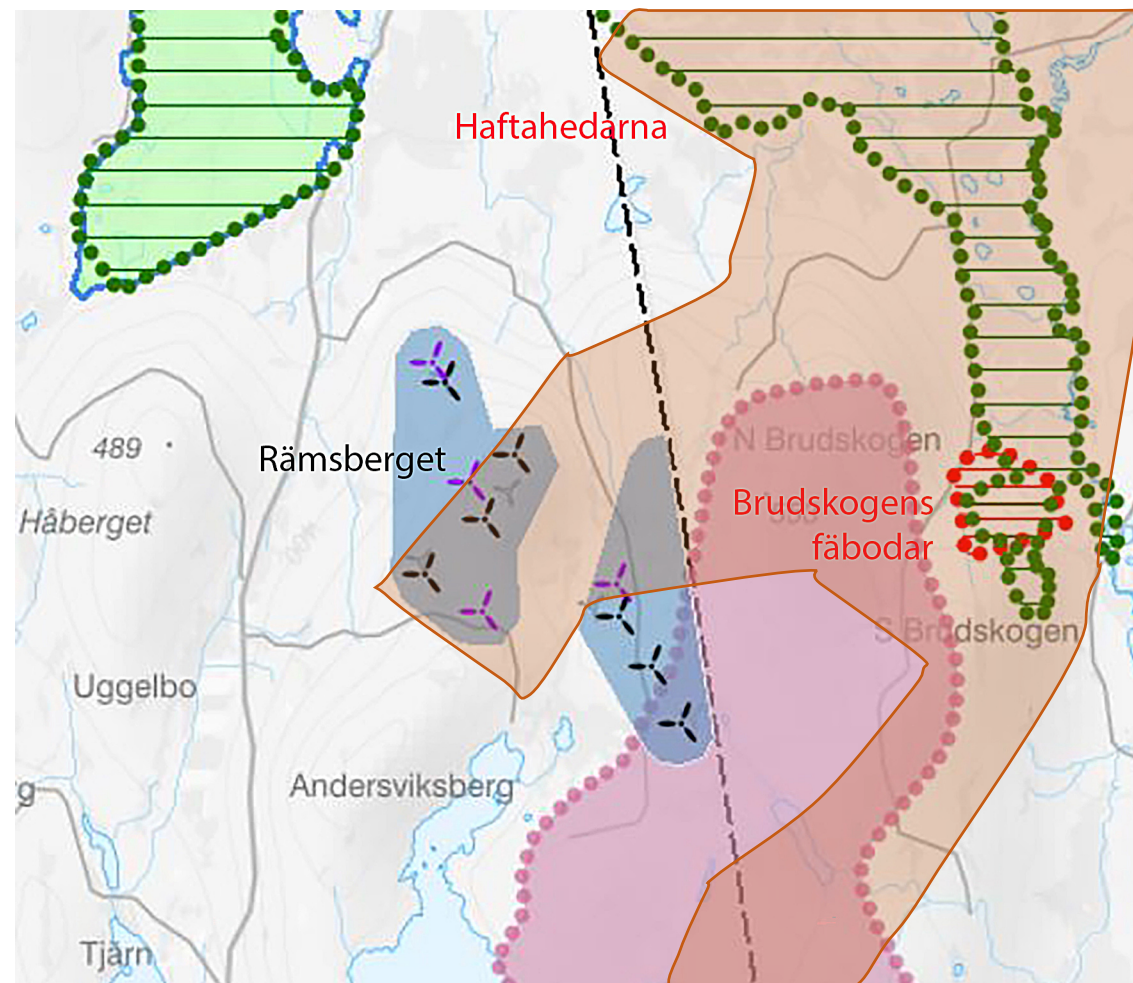 Haftahedarna
489
Rämsberget
N Brudskogen
Brudskogens
fäbodar
Håberget
S Brudskogen
Uggelbo
Andersviksberg
g
Tjärn